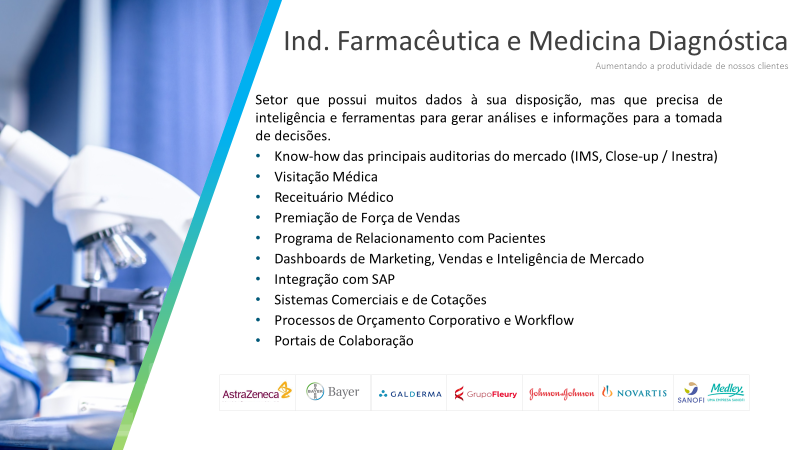 Ind. Farmacêutica e Medicina Diagnóstica
Aumentando a produtividade de nossos clientes
Setor que possui muitos dados à sua disposição, mas que precisa de
inteligência e ferramentas para gerar análises e informações para a tomada
de decisões.
• Know-how das principais auditorias do mercado (IMS, Close-up / Inestra)
• Visitação Médica
• Receituário Médico
• Premiação de Força de Vendas
• Programa de Relacionamento com Pacientes
• Dashboards de Marketing, Vendas e Inteligência de Mercado
• Integração com SAP
• Sistemas Comerciais e de Cotações
• Processos de Orçamento Corporativo e Workflow
• Portais de Colaboração
AstraZeneca BAYER Bayer GALDERMA GrupoFleury Johnson & Johnson NOVARTIS SANOFI Medley.
UMA EMPRESA SANOFI